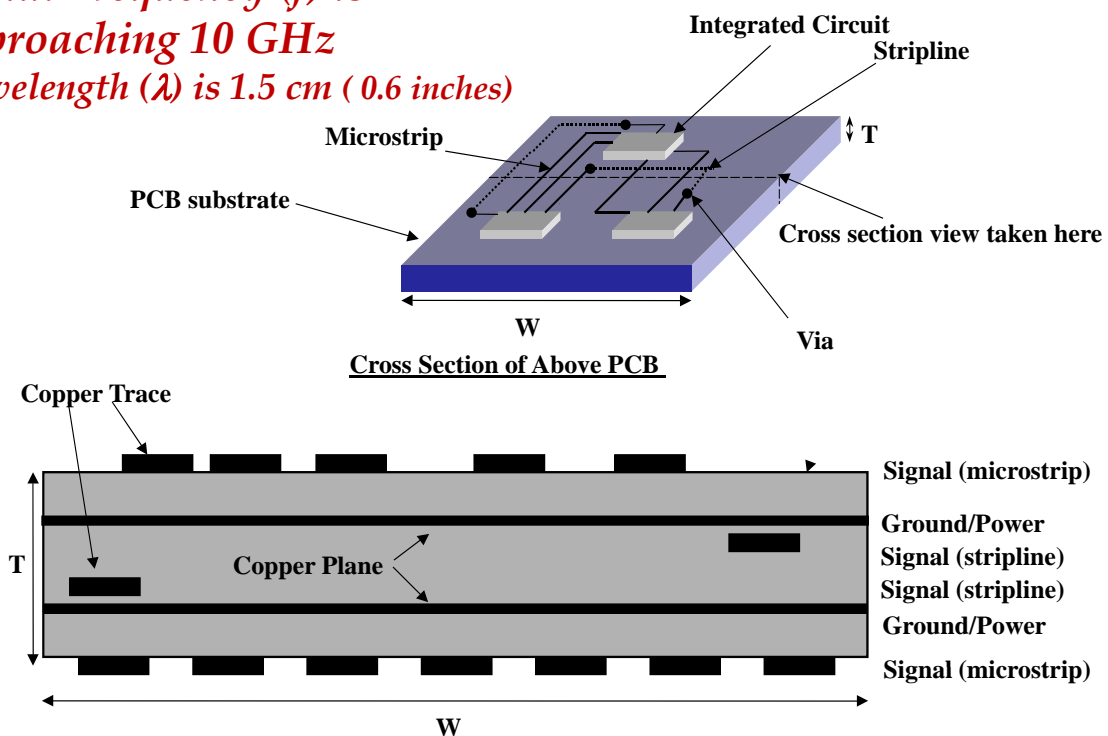 proaching 10 GHz
velength (λ) is 1.5 cm ( 0.6 inches)
Integrated Circuit
Stripline
Microstrip
T
PCB substrate
Cross section view taken here
W
Via
Cross Section of Above PCB
Copper Trace
Signal (microstrip)
Ground/Power
Signal (stripline)
T
Copper Plane
Signal (stripline)
Ground/Power
Signal (microstrip)
W